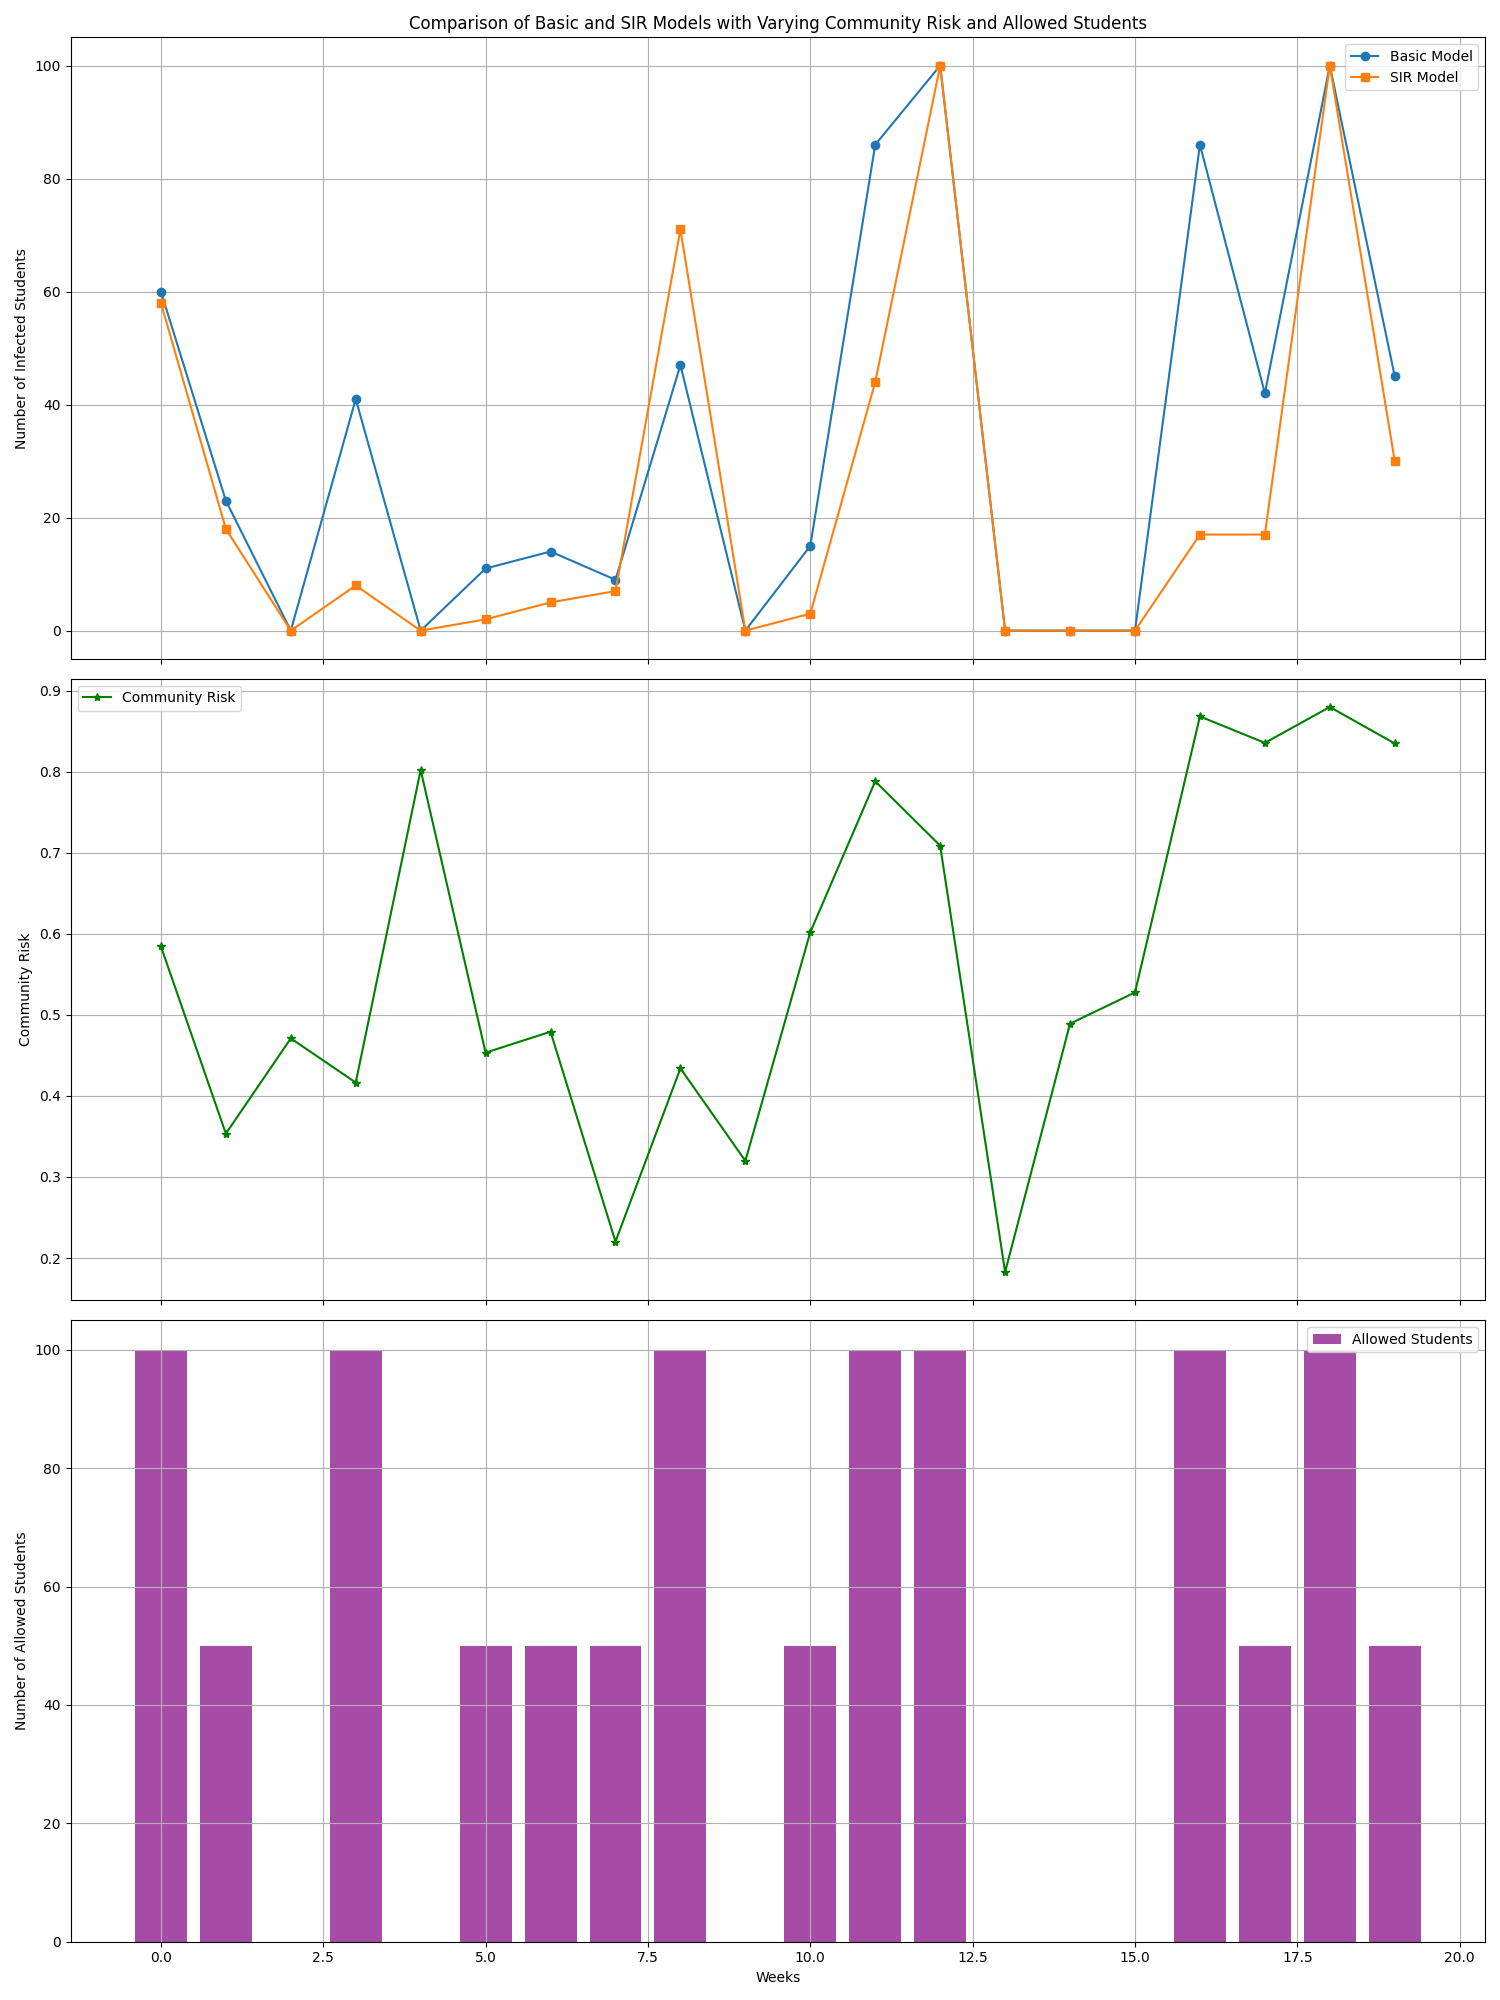 Comparison of Basic and SIR Models with Varying Community Risk and Allowed Students
100
80
60
40
20
0
Number of Infected Students
Basic Model
SIR Model
0.9
0.8
0.7
0.6
0.5
0.4
0.3
0.2
Community Risk
Community Risk
100
80
60
40
20
0
Number of Allowed Students
Allowed Students
0.0 2.5 5.0 7.5 10.0 12.5 15.0 17.5 20.0
Weeks